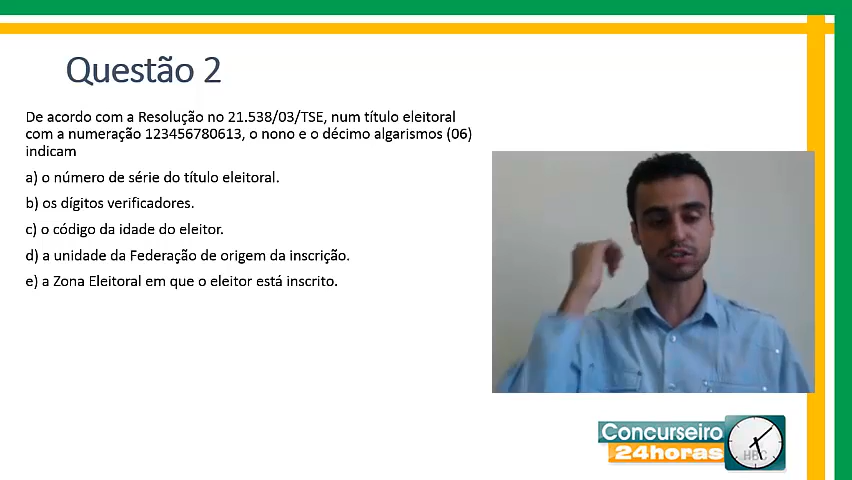 Questão 2
De acordo com a Resolução no 21.538/03/TSE, num título eleitoral
com a numeração 123456780613, o nono e o décimo algarismos (06)
indicam
a) o número de série do título eleitoral.
b) os dígitos verificadores.
c) o código da idade do eleitor.
d) a unidade da Federação de origem da inscrição.
e) a Zona Eleitoral em que o eleitor está inscrito.
Concurseiro
24horas
HBC